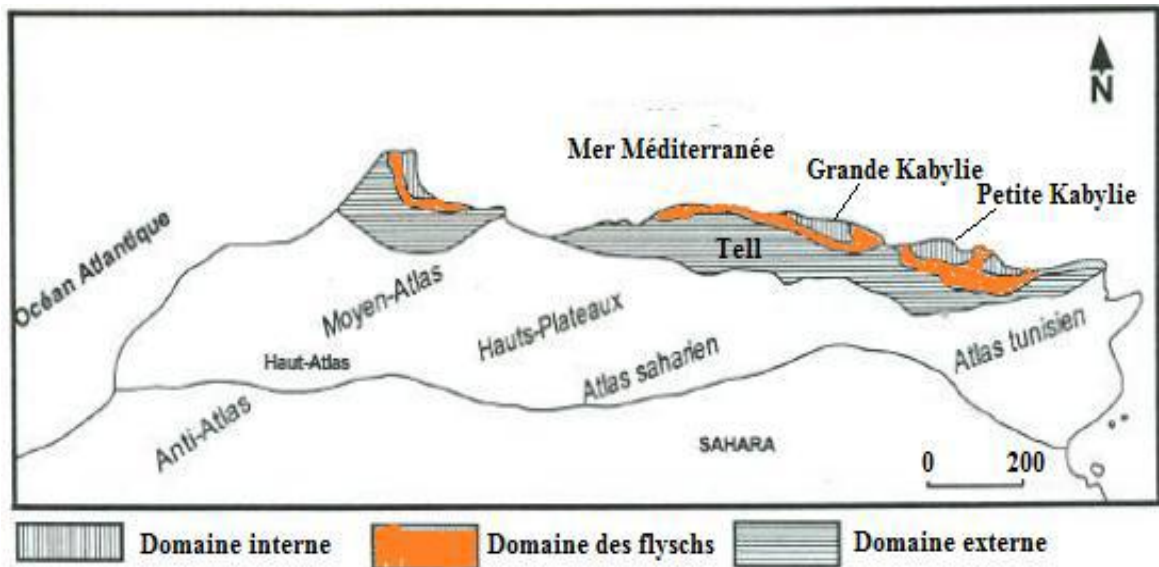 N
Mer Méditerranée
Grande Kabylie
Petite Kabylie
Océan Atlantique
Tell
Moyen-Atlas
Hauts-Plateaux
Haut-Atlas
Atlas saharien
Atlas tunisien
Anti-Atlas
SAHARA
0 200
Domaine interne
Domaine des flyschs
Domaine externe